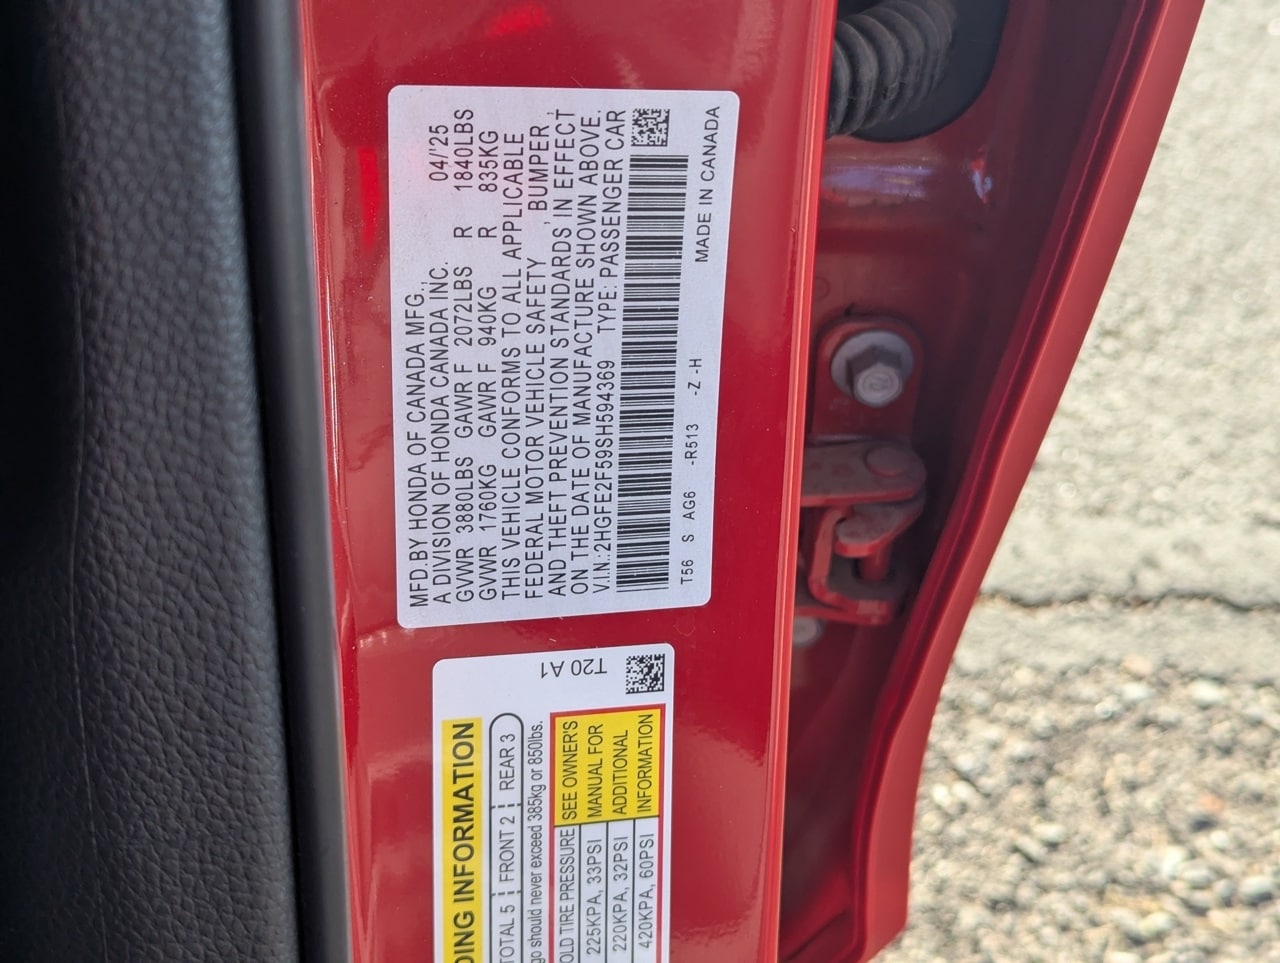 MFD.BY HONDA OF CANADA MFG.,
A DIVISION OF HONDA CANADA INC. 04/'25
GVWR 3880LBS GAWR F 2072LBS R 1840LBS
GVWR 1760KG GAWR F 940KG R 835KG
THIS VEHICLE CONFORMS TO ALL APPLICABLE
FEDERAL MOTOR VEHICLE SAFETY , BUMPER ,
AND THEFT PREVENTION STANDARDS IN EFFECT
ON THE DATE OF MANUFACTURE SHOWN ABOVE.
V.I.N.:2HGFE2F59SH594369 TYPE: PASSENGER CAR
T56 S AG6 -R513 -Z -H MADE IN CANADA
T20 A1
DING INFORMATION
TOTAL 5 FRONT 2 REAR 3
go should never exceed 385kg or 850lbs.
OLD TIRE PRESSURE
225KPA, 33PSI
220KPA, 32PSI
420KPA, 60PSI
SEE OWNER'S
MANUAL FOR
ADDITIONAL
INFORMATION